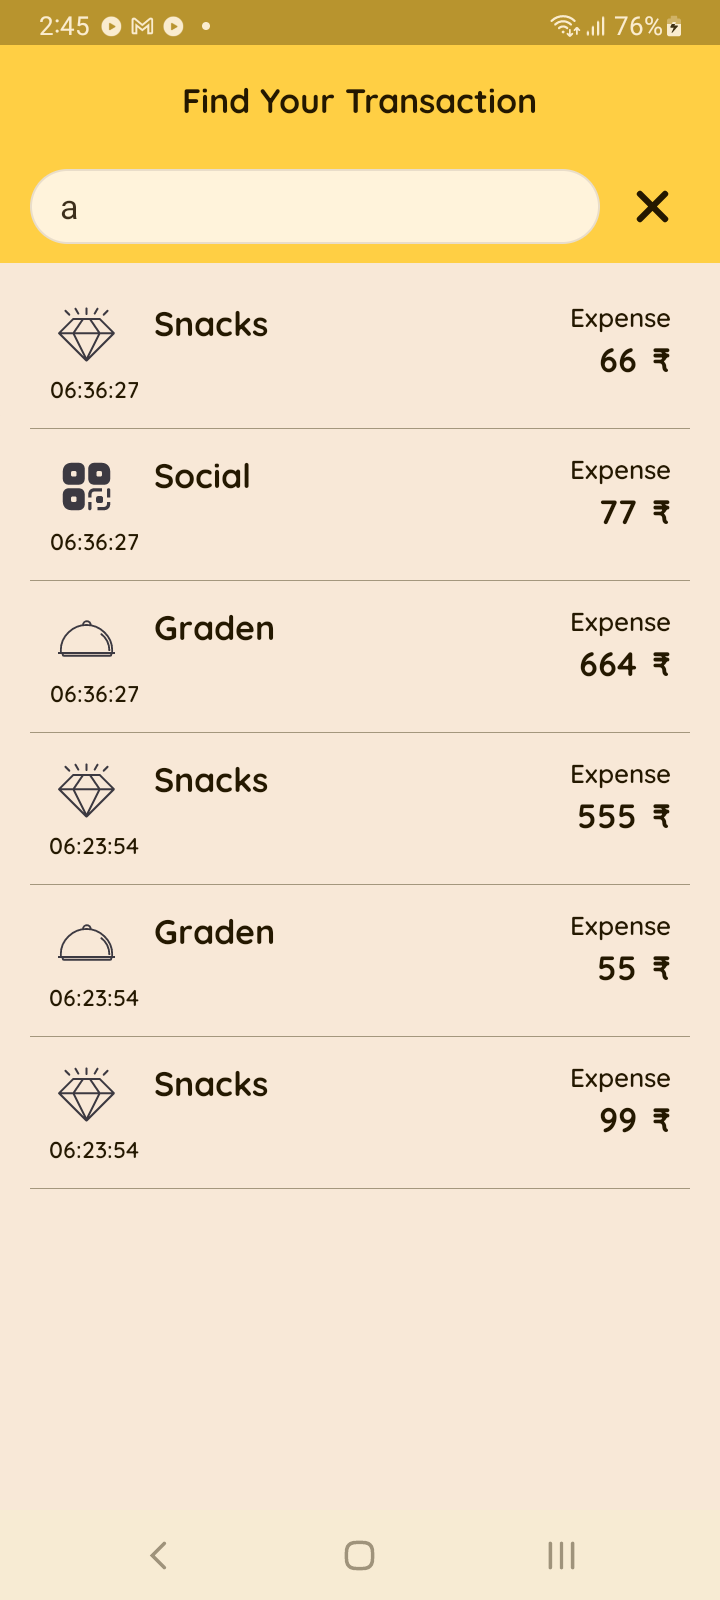 2:45 76%
Find Your Transaction
a
Snacks Expense
66 ₹
06:36:27
Social Expense
77 ₹
06:36:27
Graden Expense
664 ₹
06:36:27
Snacks Expense
555 ₹
06:23:54
Graden Expense
55 ₹
06:23:54
Snacks Expense
99 ₹
06:23:54